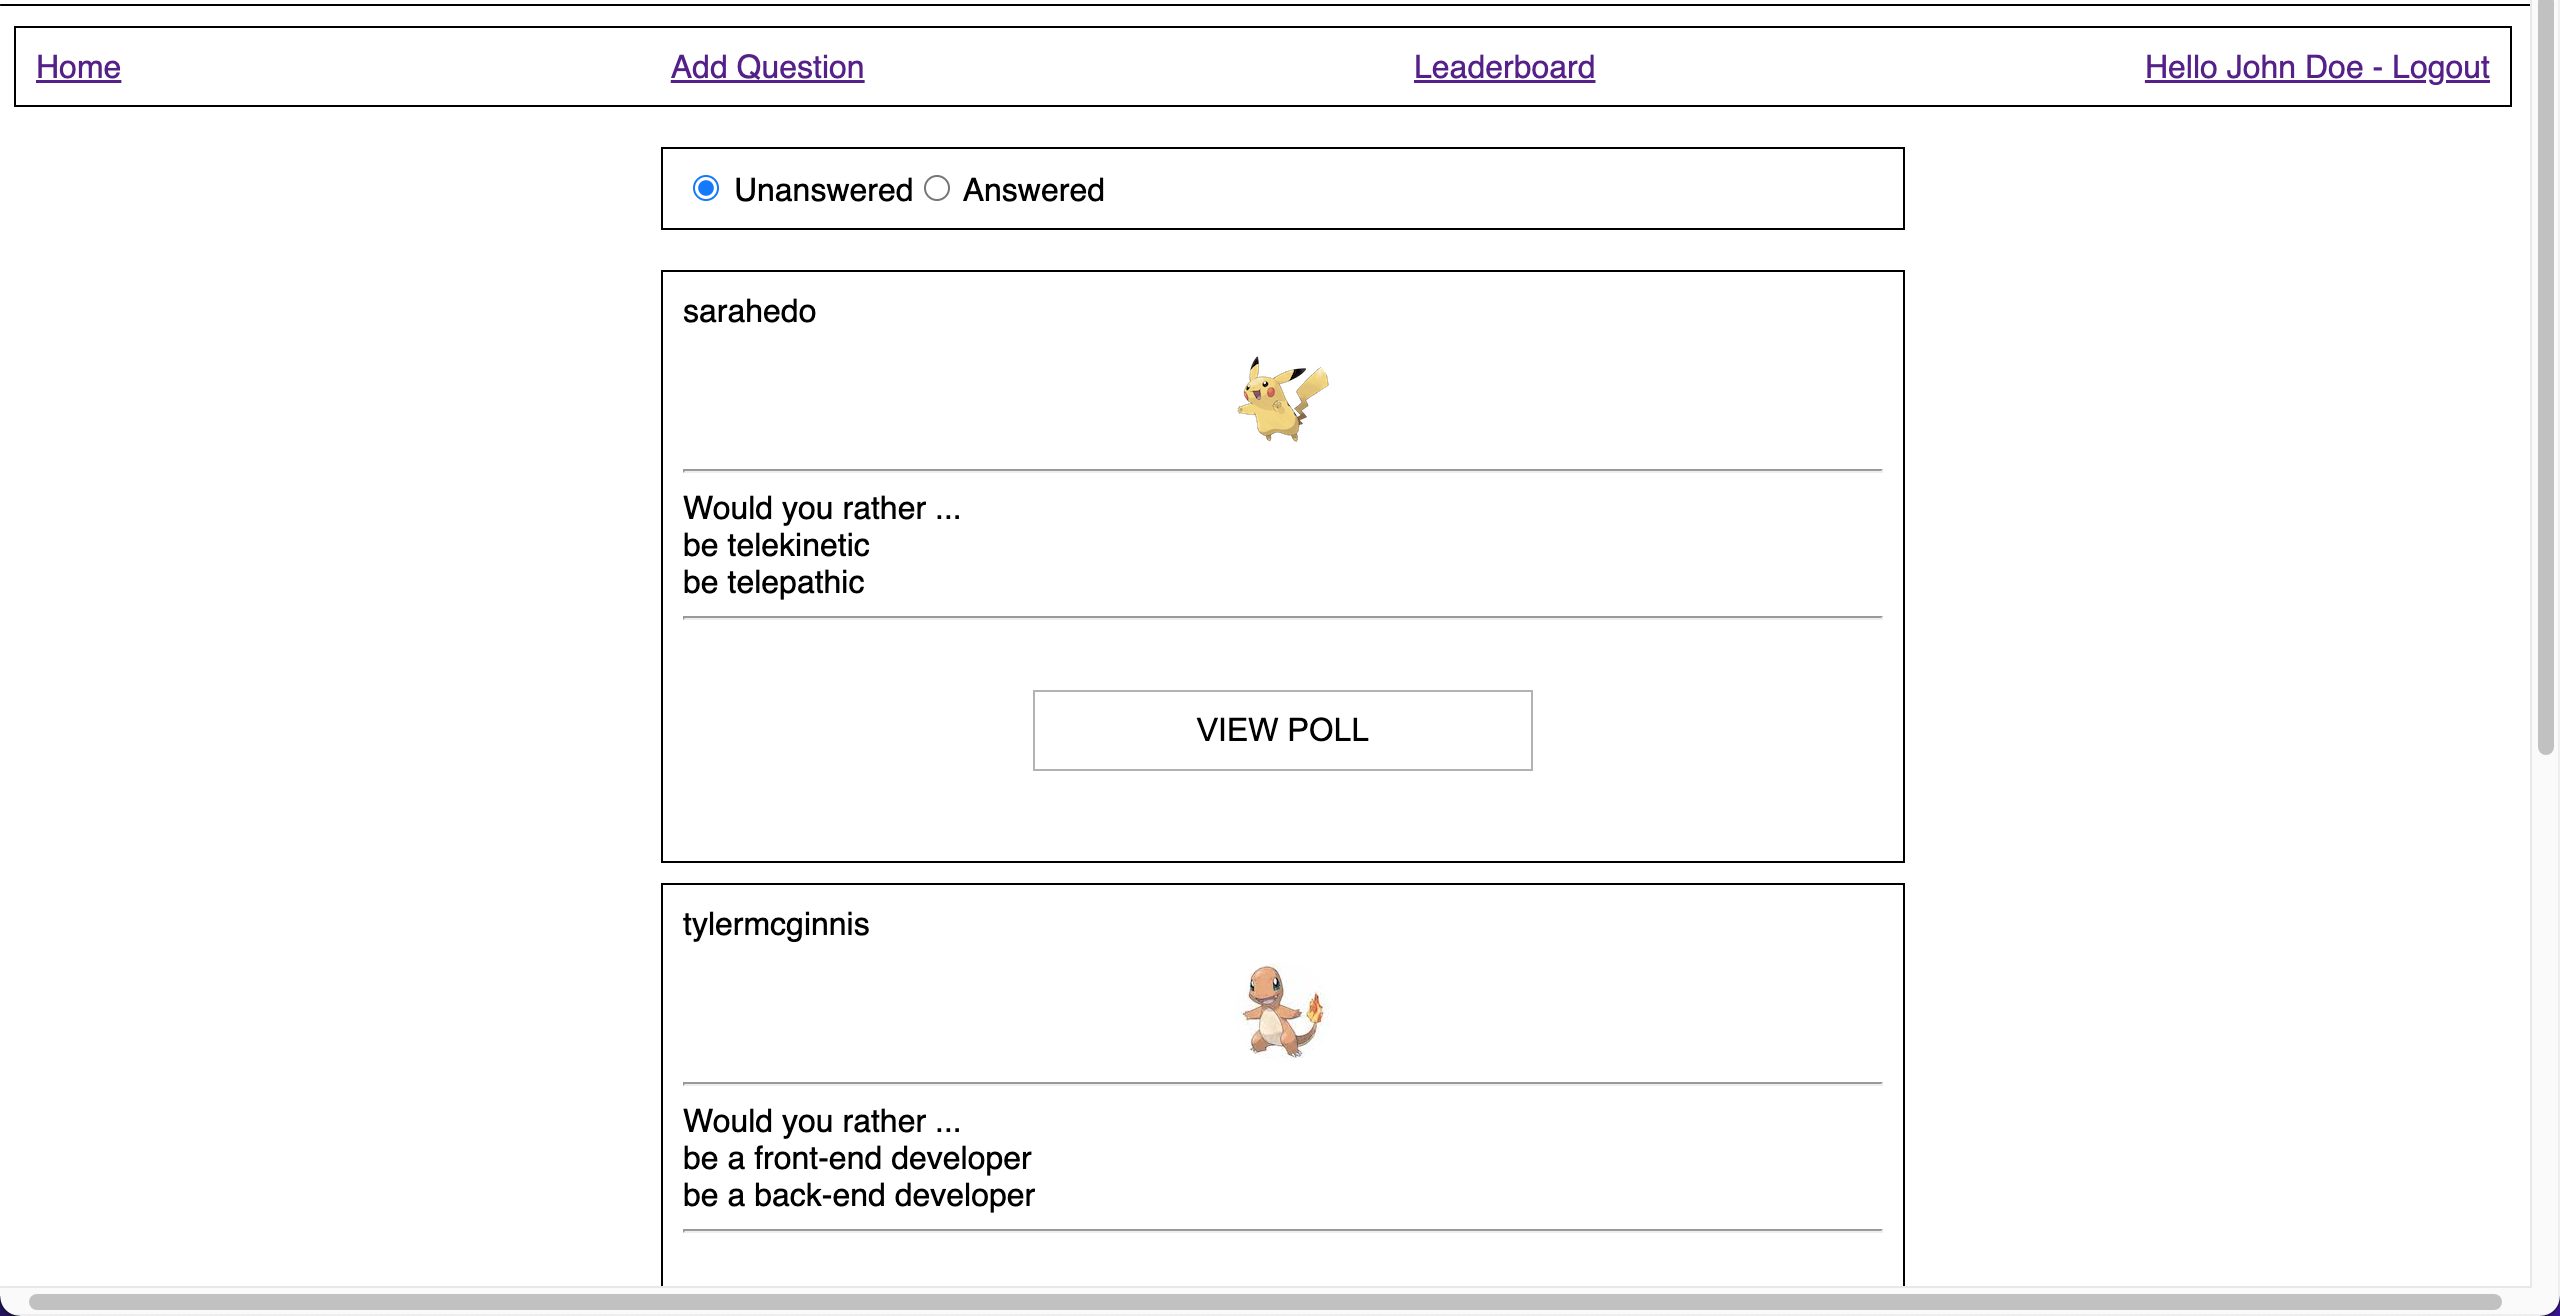 Home Add Question Leaderboard Hello John Doe - Logout
Unanswered Answered
sarahedo
Would you rather ...
be telekinetic
be telepathic
VIEW POLL
tylermcginnis
Would you rather ...
be a front-end developer
be a back-end developer